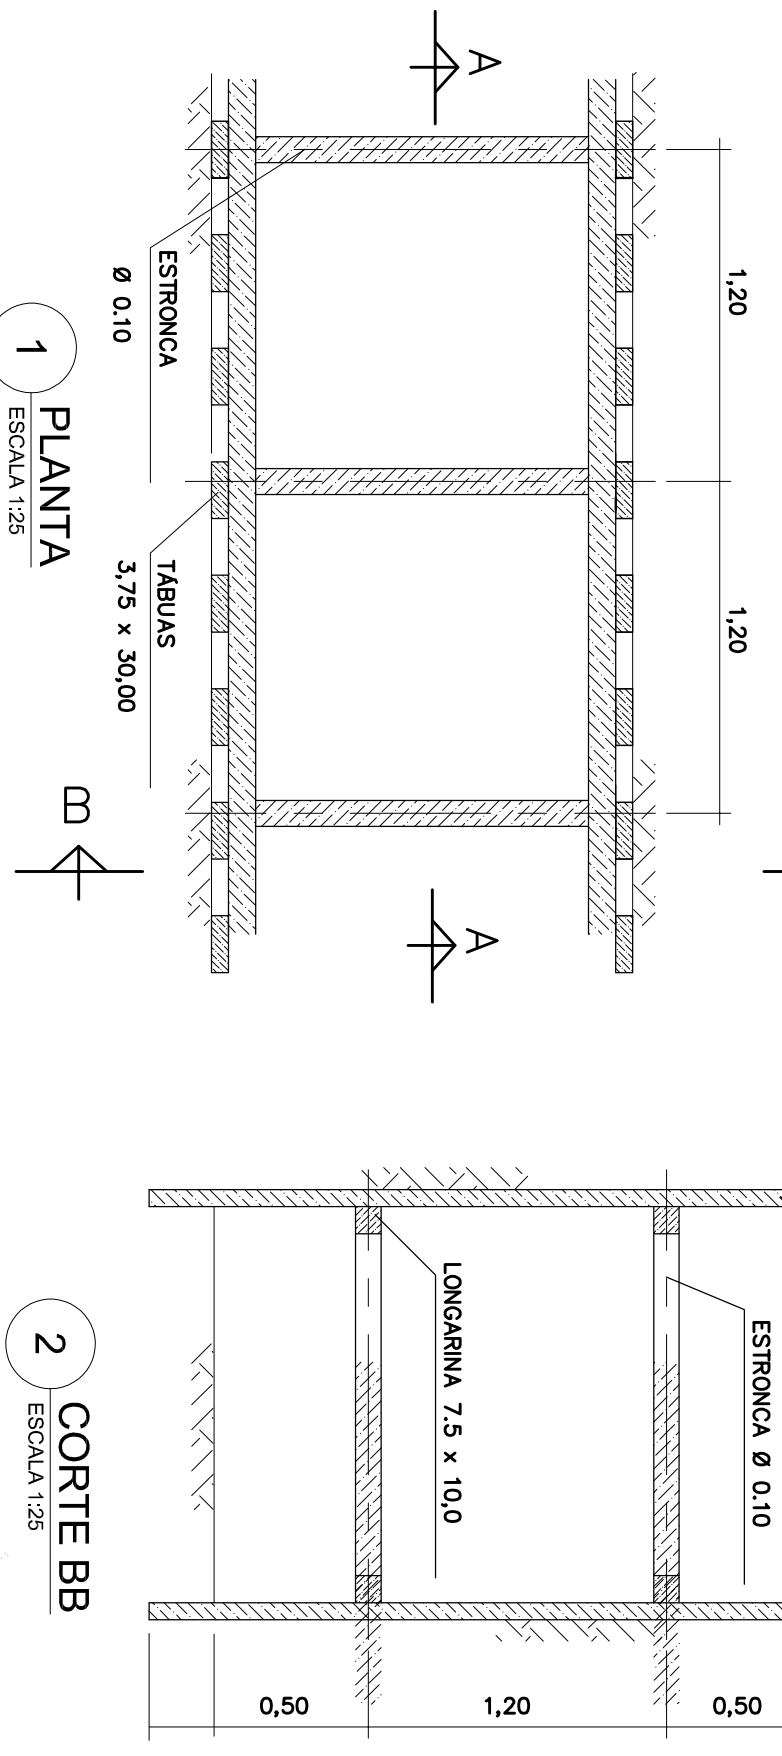 A
1,20
1,20
ESTRONCA
Ø 0.10
TÁBUAS
3,75 x 30,00
B
A
1
PLANTA
ESCALA 1:25
ESTRONCA Ø 0.10
LONGARINA 7.5 x 10,0
0,50
1,20
0,50
2
CORTE BB
ESCALA 1:25